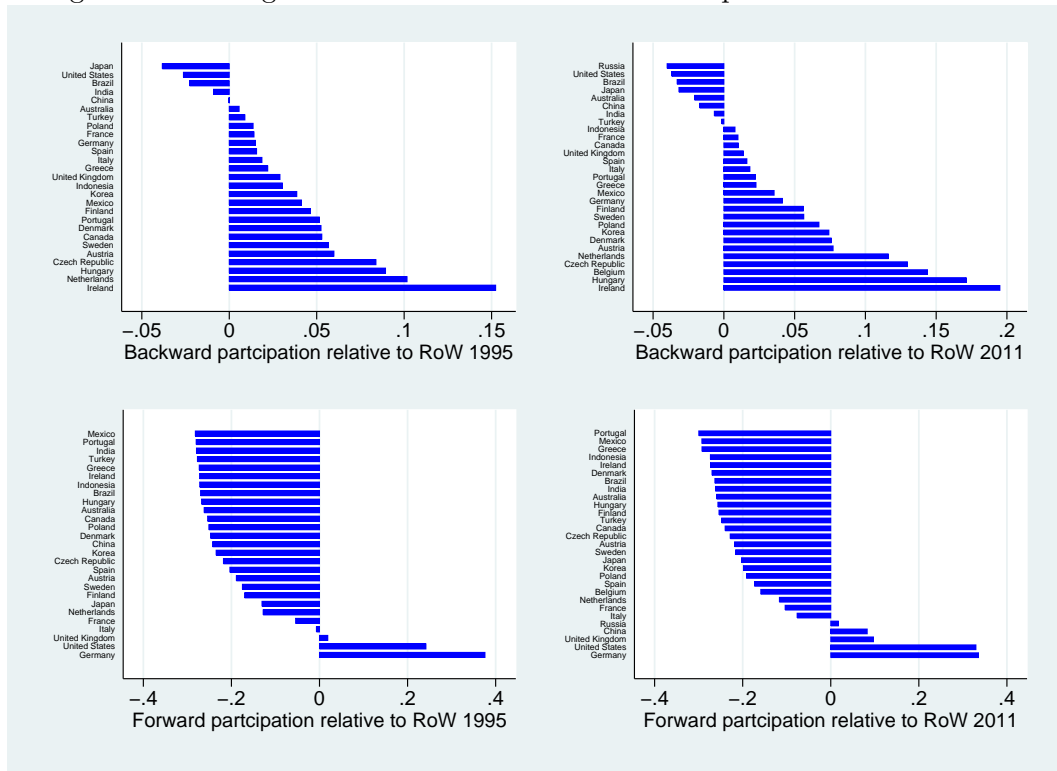 Japan
United States
Brazil
India
China
Australia
Turkey
Poland
France
Germany
Spain
Italy
Greece
United Kingdom
Indonesia
Korea
Mexico
Finland
Portugal
Denmark
Canada
Sweden
Austria
Czech Republic
Hungary
Netherlands
Ireland
−.05 0 .05 .1 .15
Backward partcipation relative to RoW 1995
Russia
United States
Brazil
Japan
Australia
China
India
Turkey
Indonesia
France
Canada
United Kingdom
Spain
Italy
Portugal
Greece
Mexico
Germany
Finland
Sweden
Poland
Korea
Denmark
Austria
Netherlands
Czech Republic
Belgium
Hungary
Ireland
−.05 0 .05 .1 .15 .2
Backward partcipation relative to RoW 2011
Mexico
Portugal
India
Turkey
Greece
Ireland
Indonesia
Brazil
Hungary
Australia
Canada
Poland
Denmark
China
Korea
Czech Republic
Spain
Austria
Sweden
Finland
Japan
Netherlands
France
Italy
United Kingdom
United States
Germany
−.4 −.2 0 .2 .4
Forward partcipation relative to RoW 1995
Portugal
Mexico
Greece
Indonesia
Ireland
Denmark
Brazil
India
Australia
Hungary
Finland
Turkey
Canada
Czech Republic
Austria
Sweden
Japan
Korea
Poland
Spain
Belgium
Netherlands
France
Italy
Russia
China
United Kingdom
United States
Germany
−.4 −.2 0 .2 .4
Forward partcipation relative to RoW 2011